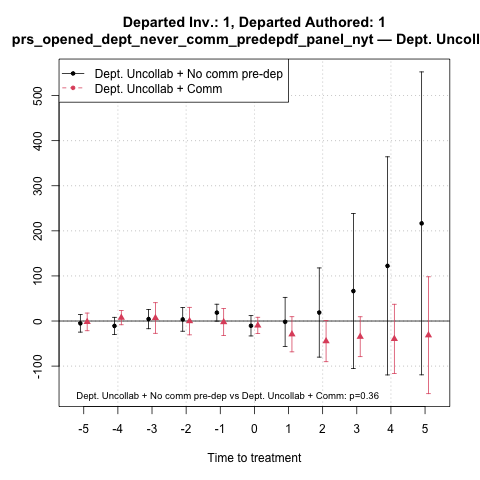 Departed Inv.: 1, Departed Authored: 1
prs_opened_dept_never_comm_predepdf_panel_nyt — Dept. Uncoll
Dept. Uncollab + No comm pre-dep
Dept. Uncollab + Comm
500
400
300
200
100
0
-100
Dept. Uncollab + No comm pre-dep vs Dept. Uncollab + Comm: p=0.36
-5 -4 -3 -2 -1 0 1 2 3 4 5
Time to treatment